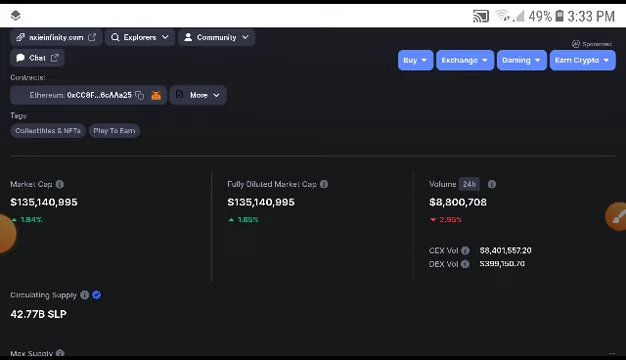 49% 3:33 PM
axieinfinity.com Explorers Community
Sponsored
Chat
Buy Exchange Gaming Earn Crypto
Contracts:
Ethereum: 0xCC8F...6cAAa25 More
Tags
Collectibles & NFTs Play To Earn
Market Cap Fully Diluted Market Cap Volume 24h
$135,140,995 $135,140,995 $8,800,708
1.84% 1.85% 2.95%
CEX Vol $8,401,557.20
DEX Vol $399,150.70
Circulating Supply
42.77B SLP
Max Supply --